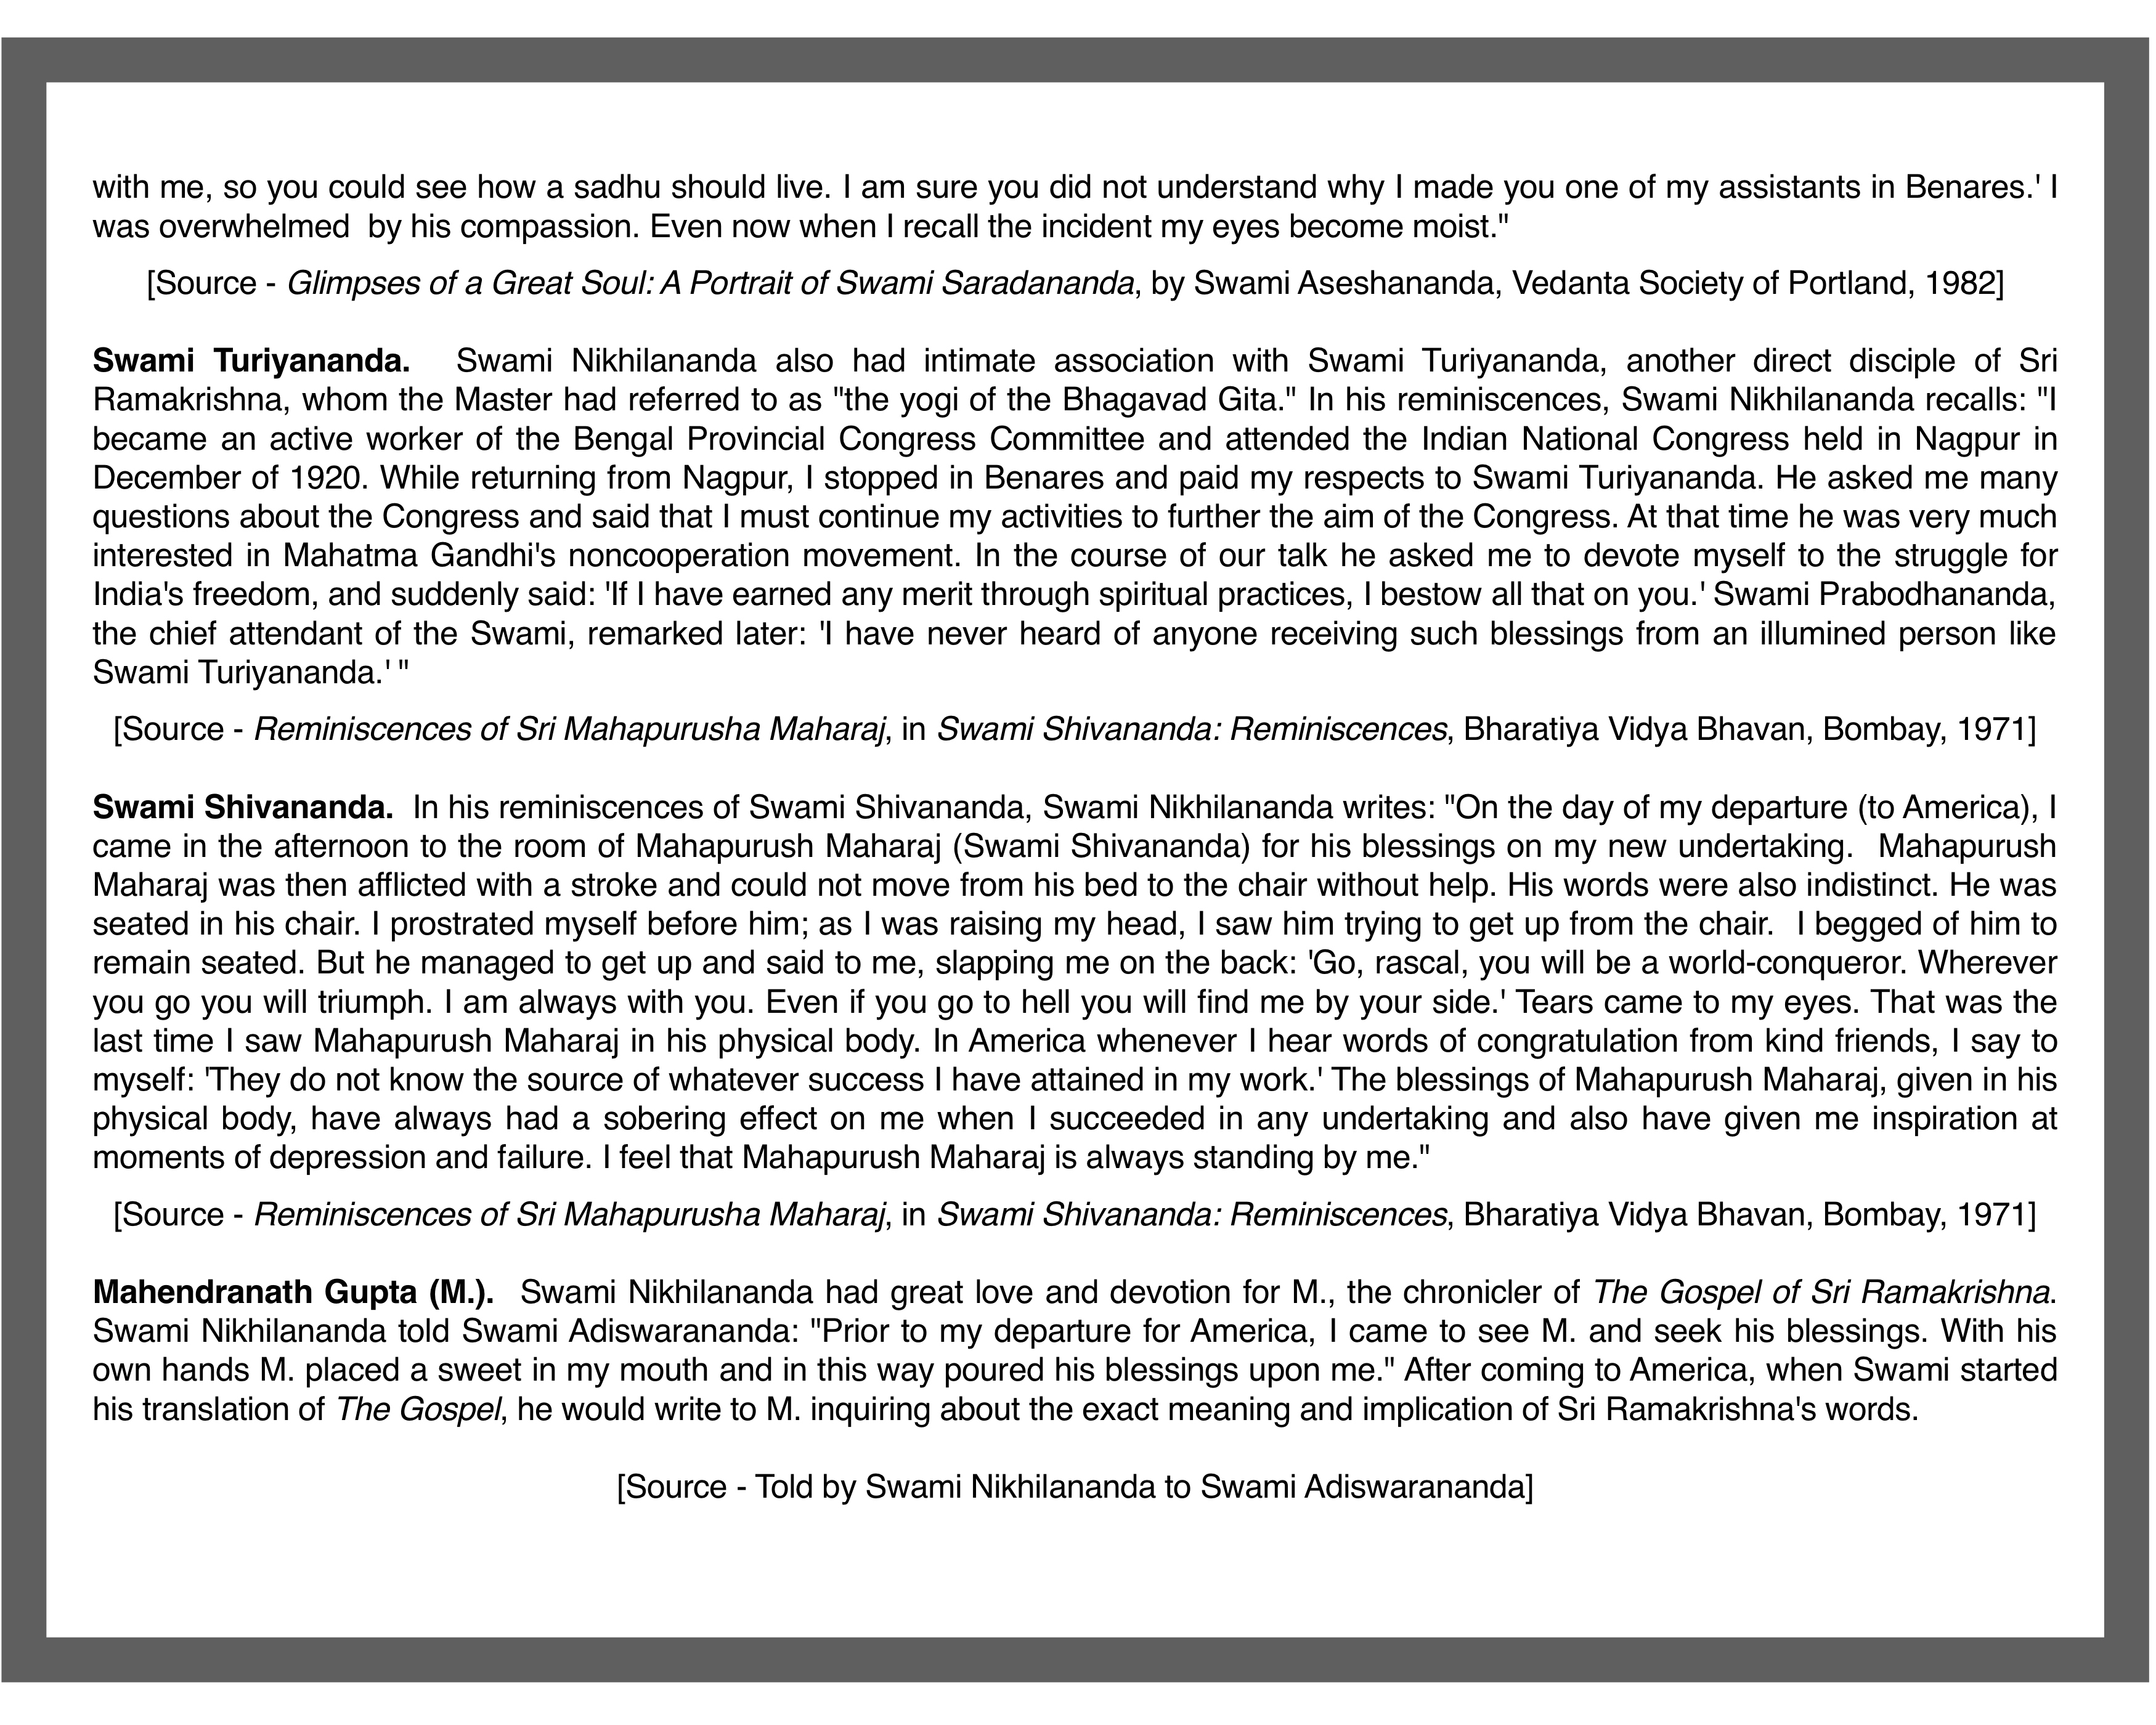 with me, so you could see how a sadhu should live. I am sure you did not understand why I made you one of my assistants in Benares.' I
was overwhelmed  by his compassion. Even now when I recall the incident my eyes become moist."
[Source - Glimpses of a Great Soul: A Portrait of Swami Saradananda, by Swami Aseshananda, Vedanta Society of Portland, 1982]
Swami Turiyananda.   Swami Nikhilananda also had intimate association with Swami Turiyananda, another direct disciple of Sri
Ramakrishna, whom the Master had referred to as "the yogi of the Bhagavad Gita." In his reminiscences, Swami Nikhilananda recalls: "I
became an active worker of the Bengal Provincial Congress Committee and attended the Indian National Congress held in Nagpur in
December of 1920. While returning from Nagpur, I stopped in Benares and paid my respects to Swami Turiyananda. He asked me many
questions about the Congress and said that I must continue my activities to further the aim of the Congress. At that time he was very much
interested in Mahatma Gandhi's noncooperation movement. In the course of our talk he asked me to devote myself to the struggle for
India's freedom, and suddenly said: 'If I have earned any merit through spiritual practices, I bestow all that on you.' Swami Prabodhananda,
the chief attendant of the Swami, remarked later: 'I have never heard of anyone receiving such blessings from an illumined person like
Swami Turiyananda.' "
[Source - Reminiscences of Sri Mahapurusha Maharaj, in Swami Shivananda: Reminiscences, Bharatiya Vidya Bhavan, Bombay, 1971]
Swami Shivananda.  In his reminiscences of Swami Shivananda, Swami Nikhilananda writes: "On the day of my departure (to America), I
came in the afternoon to the room of Mahapurush Maharaj (Swami Shivananda) for his blessings on my new undertaking.  Mahapurush
Maharaj was then afflicted with a stroke and could not move from his bed to the chair without help. His words were also indistinct. He was
seated in his chair. I prostrated myself before him; as I was raising my head, I saw him trying to get up from the chair.  I begged of him to
remain seated. But he managed to get up and said to me, slapping me on the back: 'Go, rascal, you will be a world-conqueror. Wherever
you go you will triumph. I am always with you. Even if you go to hell you will find me by your side.' Tears came to my eyes. That was the
last time I saw Mahapurush Maharaj in his physical body. In America whenever I hear words of congratulation from kind friends, I say to
myself: 'They do not know the source of whatever success I have attained in my work.' The blessings of Mahapurush Maharaj, given in his
physical body, have always had a sobering effect on me when I succeeded in any undertaking and also have given me inspiration at
moments of depression and failure. I feel that Mahapurush Maharaj is always standing by me."
[Source - Reminiscences of Sri Mahapurusha Maharaj, in Swami Shivananda: Reminiscences, Bharatiya Vidya Bhavan, Bombay, 1971]
Mahendranath Gupta (M.).  Swami Nikhilananda had great love and devotion for M., the chronicler of The Gospel of Sri Ramakrishna.
Swami Nikhilananda told Swami Adiswarananda: "Prior to my departure for America, I came to see M. and seek his blessings. With his
own hands M. placed a sweet in my mouth and in this way poured his blessings upon me." After coming to America, when Swami started
his translation of The Gospel, he would write to M. inquiring about the exact meaning and implication of Sri Ramakrishna's words.
[Source - Told by Swami Nikhilananda to Swami Adiswarananda]